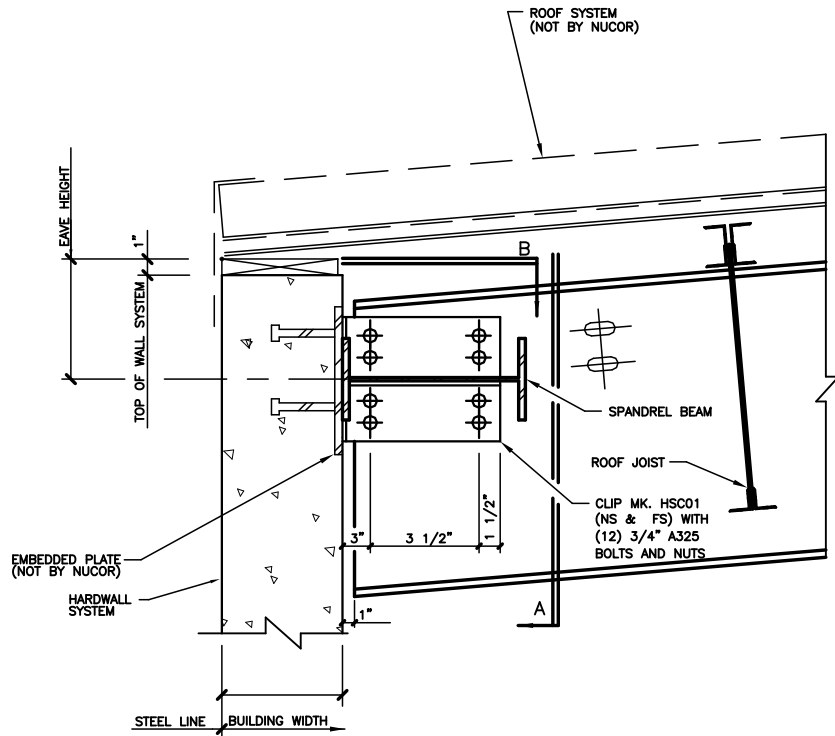 ROOF SYSTEM
(NOT BY NUCOR)
EAVE HEIGHT
1"
TOP OF WALL SYSTEM
B
SPANDREL BEAM
ROOF JOIST
CLIP MK. HSC01
(NS & FS) WITH
(12) 3/4" A325
BOLTS AND NUTS
3"
3 1/2"
1 1/2"
EMBEDDED PLATE
(NOT BY NUCOR)
HARDWALL
SYSTEM
1"
A
STEEL LINE
BUILDING WIDTH